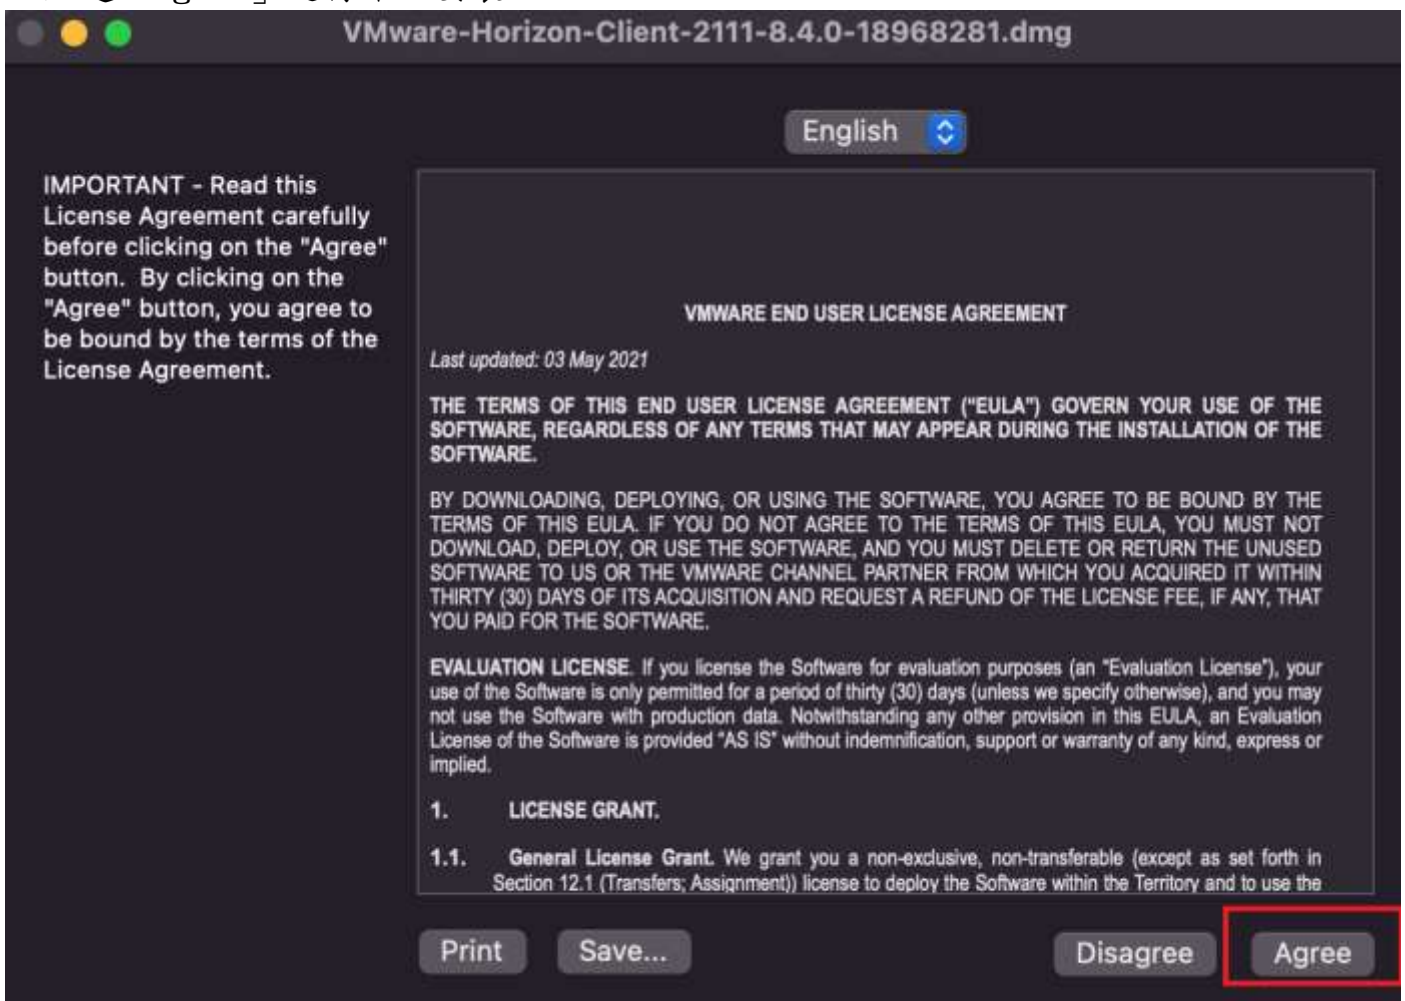 VMware-Horizon-Client-2111-8.4.0-18968281.dmg
English
IMPORTANT - Read this
License Agreement carefully
before clicking on the "Agree"
button.  By clicking on the
"Agree" button, you agree to
be bound by the terms of the
License Agreement.
VMWARE END USER LICENSE AGREEMENT
Last updated: 03 May 2021
THE TERMS OF THIS END USER LICENSE AGREEMENT (“EULA”) GOVERN YOUR USE OF THE
SOFTWARE, REGARDLESS OF ANY TERMS THAT MAY APPEAR DURING THE INSTALLATION OF THE
SOFTWARE.
BY DOWNLOADING, DEPLOYING, OR USING THE SOFTWARE, YOU AGREE TO BE BOUND BY THE
TERMS OF THIS EULA. IF YOU DO NOT AGREE TO THE TERMS OF THIS EULA, YOU MUST NOT
DOWNLOAD, DEPLOY, OR USE THE SOFTWARE, AND YOU MUST DELETE OR RETURN THE UNUSED
SOFTWARE TO US OR THE VMWARE CHANNEL PARTNER FROM WHICH YOU ACQUIRED IT WITHIN
THIRTY (30) DAYS OF ITS ACQUISITION AND REQUEST A REFUND OF THE LICENSE FEE, IF ANY, THAT
YOU PAID FOR THE SOFTWARE.
EVALUATION LICENSE. If you license the Software for evaluation purposes (an “Evaluation License”), your
use of the Software is only permitted for a period of thirty (30) days (unless we specify otherwise), and you may
not use the Software with production data. Notwithstanding any other provision in this EULA, an Evaluation
License of the Software is provided “AS IS” without indemnification, support or warranty of any kind, express or
implied.
1. LICENSE GRANT.
1.1. General License Grant. We grant you a non-exclusive, non-transferable (except as set forth in
Section 12.1 (Transfers; Assignment)) license to deploy the Software within the Territory and to use the
Print Save... Disagree Agree